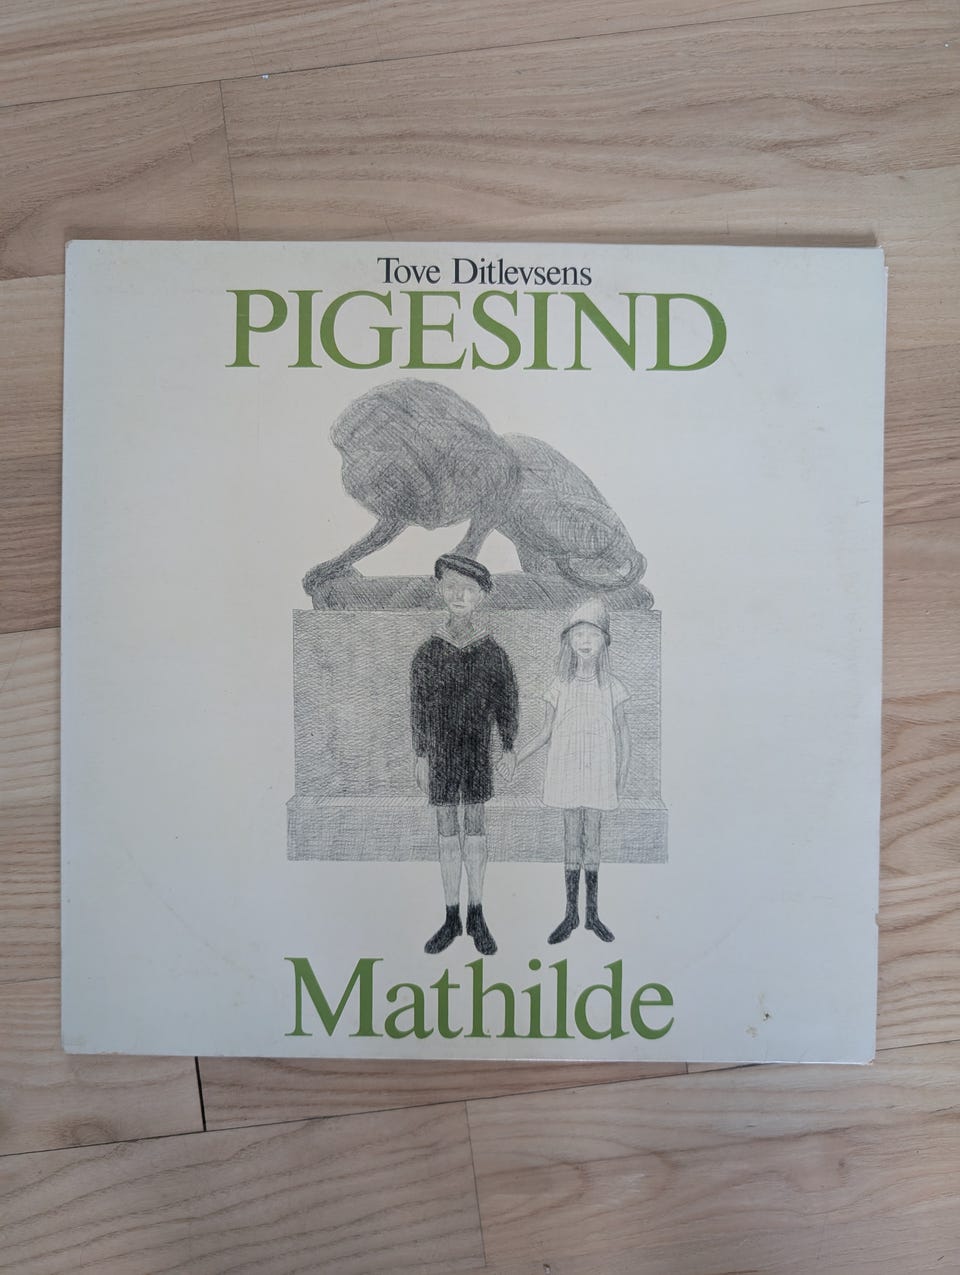 Tove Ditlevsens
PIGESIND
Mathilde